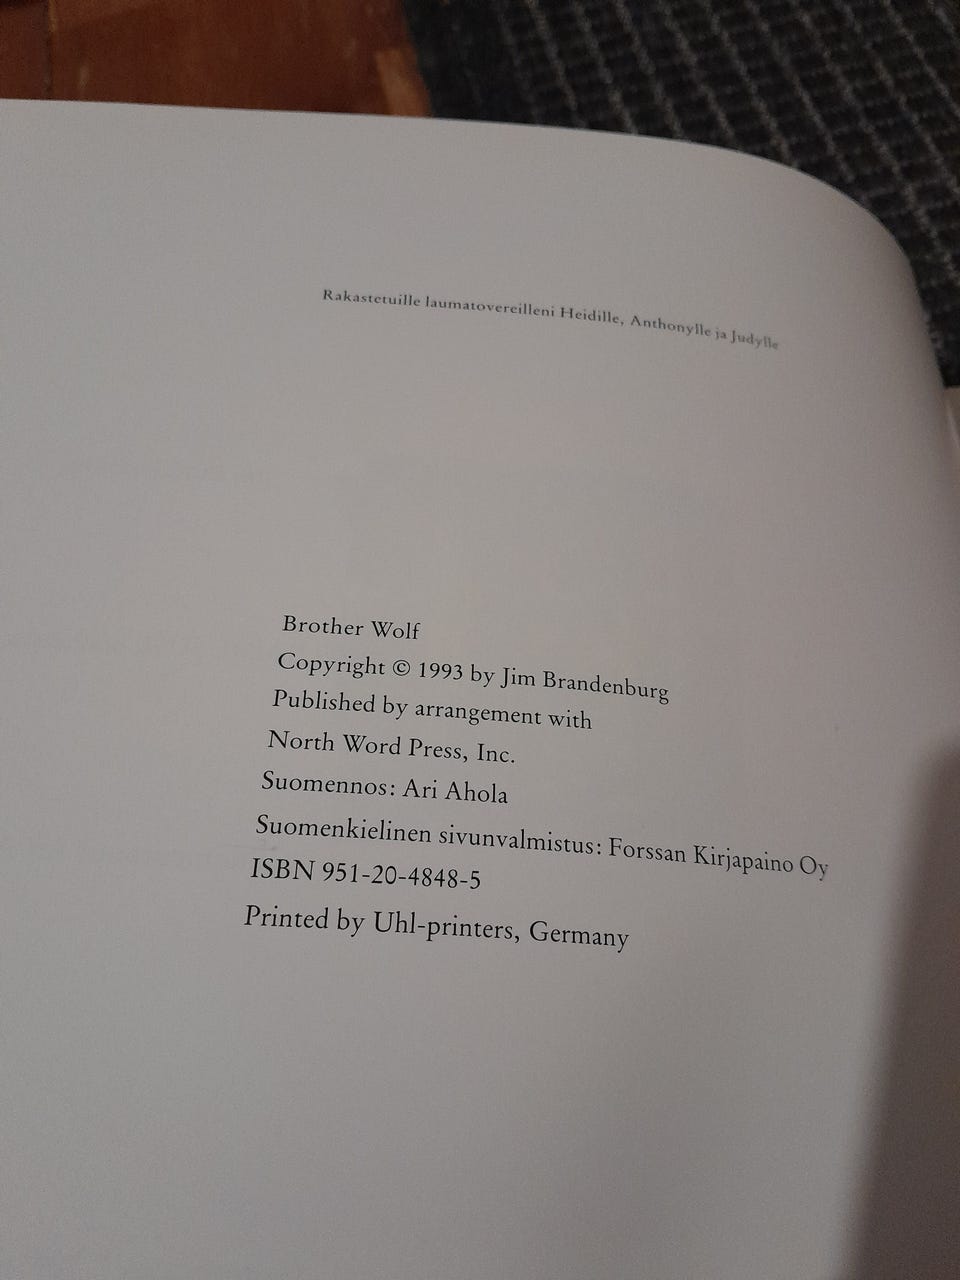 Rakastetuille laumatovereilleni Heidille, Anthonylle ja Judylle
Brother Wolf
Copyright © 1993 by Jim Brandenburg
Published by arrangement with
North Word Press, Inc.
Suomennos: Ari Ahola
Suomenkielinen sivunvalmistus: Forssan Kirjapaino Oy
ISBN 951-20-4848-5
Printed by Uhl-printers, Germany